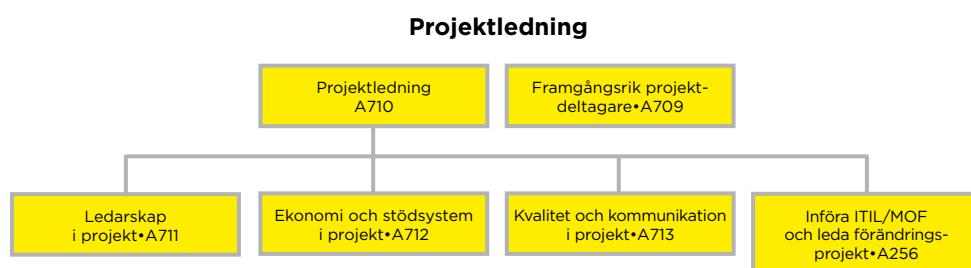 Projektledning
Projektledning
A710
Framgångsrik projekt-
deltagare•A709
Ledarskap
i projekt•A711
Ekonomi och stödsystem
i projekt•A712
Kvalitet och kommunikation
i projekt•A713
Införa ITIL/MOF
och leda förändrings-
projekt•A256